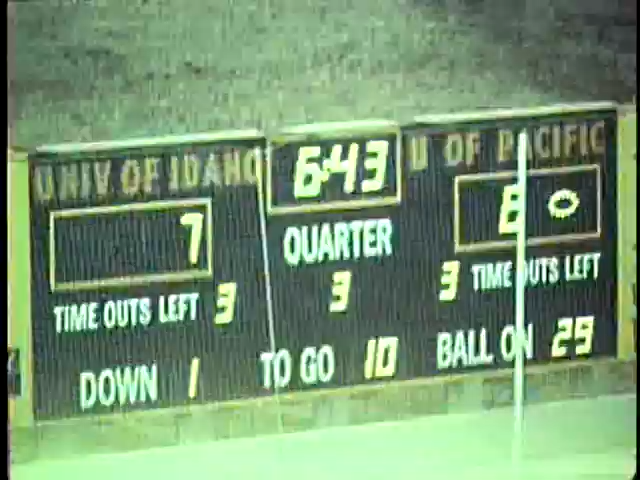 UNIV. OF IDAHO 6:43 U OF PACIFIC
7 QUARTER 6
TIME OUTS LEFT 3 3 3 TIME OUTS LEFT
DOWN 1 TO GO 10 BALL ON 29